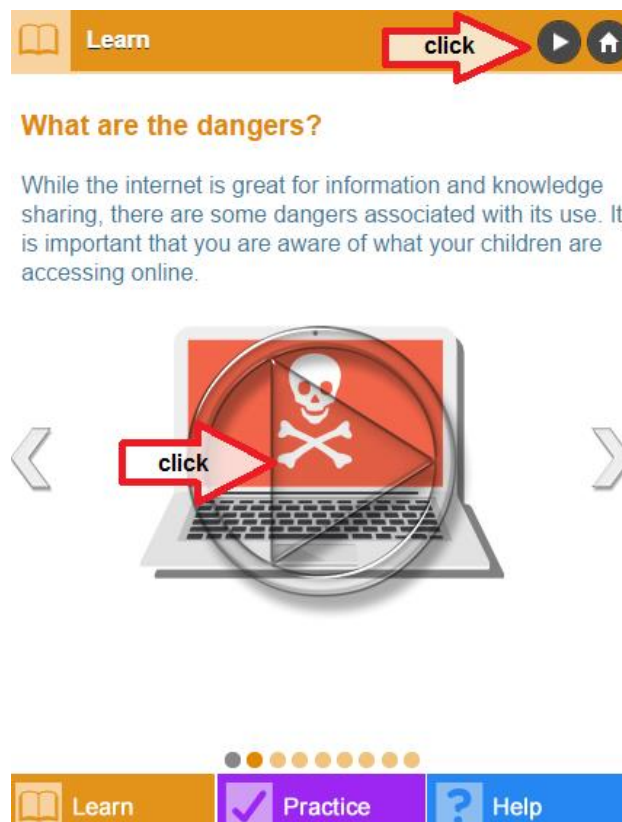 Learn
click
What are the dangers?
While the internet is great for information and knowledge
sharing, there are some dangers associated with its use. It
is important that you are aware of what your children are
accessing online.
click
Learn
Practice
Help